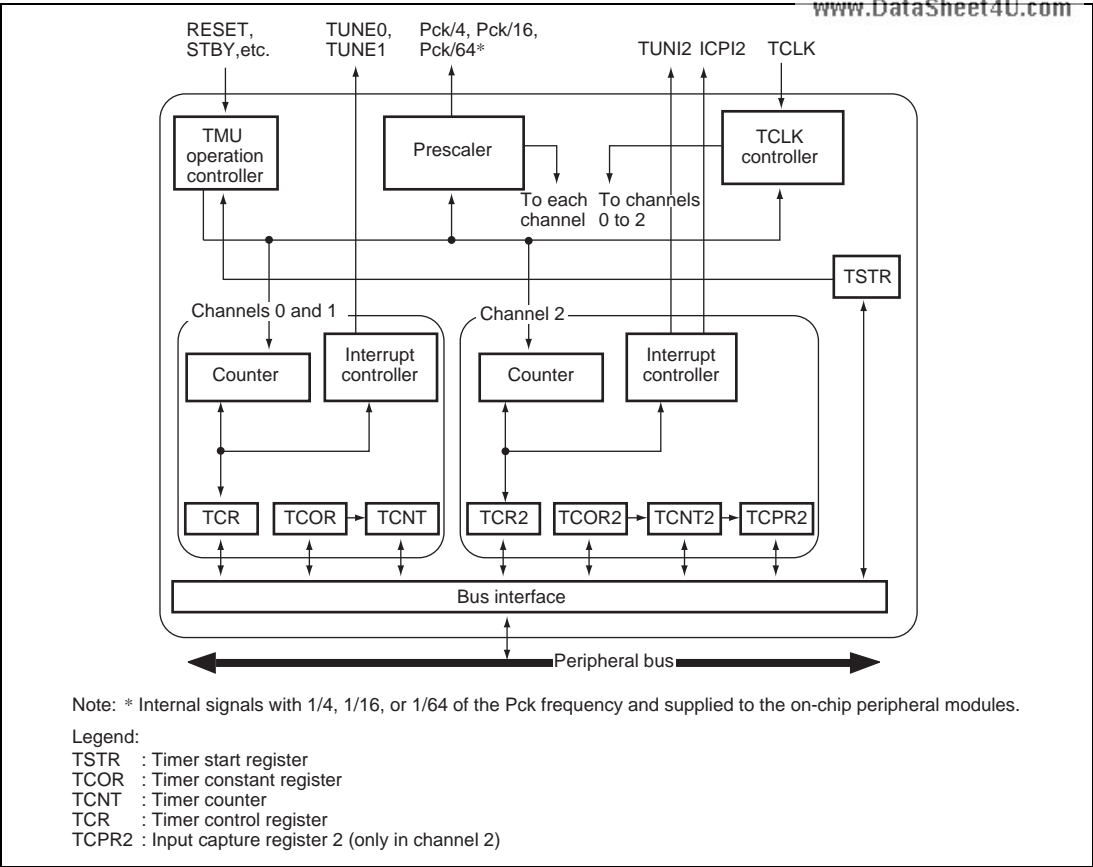 www.DataSheet4U.com
RESET,
STBY,etc.
TUNE0,
TUNE1
Pck/4, Pck/16,
Pck/64*
TUNI2 ICPI2 TCLK
TMU
operation
controller
Prescaler
TCLK
controller
To each
channel
To channels
0 to 2
TSTR
Channels 0 and 1
Channel 2
Counter
Interrupt
controller
Counter
Interrupt
controller
TCR TCOR TCNT TCR2 TCOR2 TCNT2 TCPR2
Bus interface
Peripheral bus
Note: * Internal signals with 1/4, 1/16, or 1/64 of the Pck frequency and supplied to the on-chip peripheral modules.
Legend:
TSTR : Timer start register
TCOR : Timer constant register
TCNT : Timer counter
TCR : Timer control register
TCPR2 : Input capture register 2 (only in channel 2)